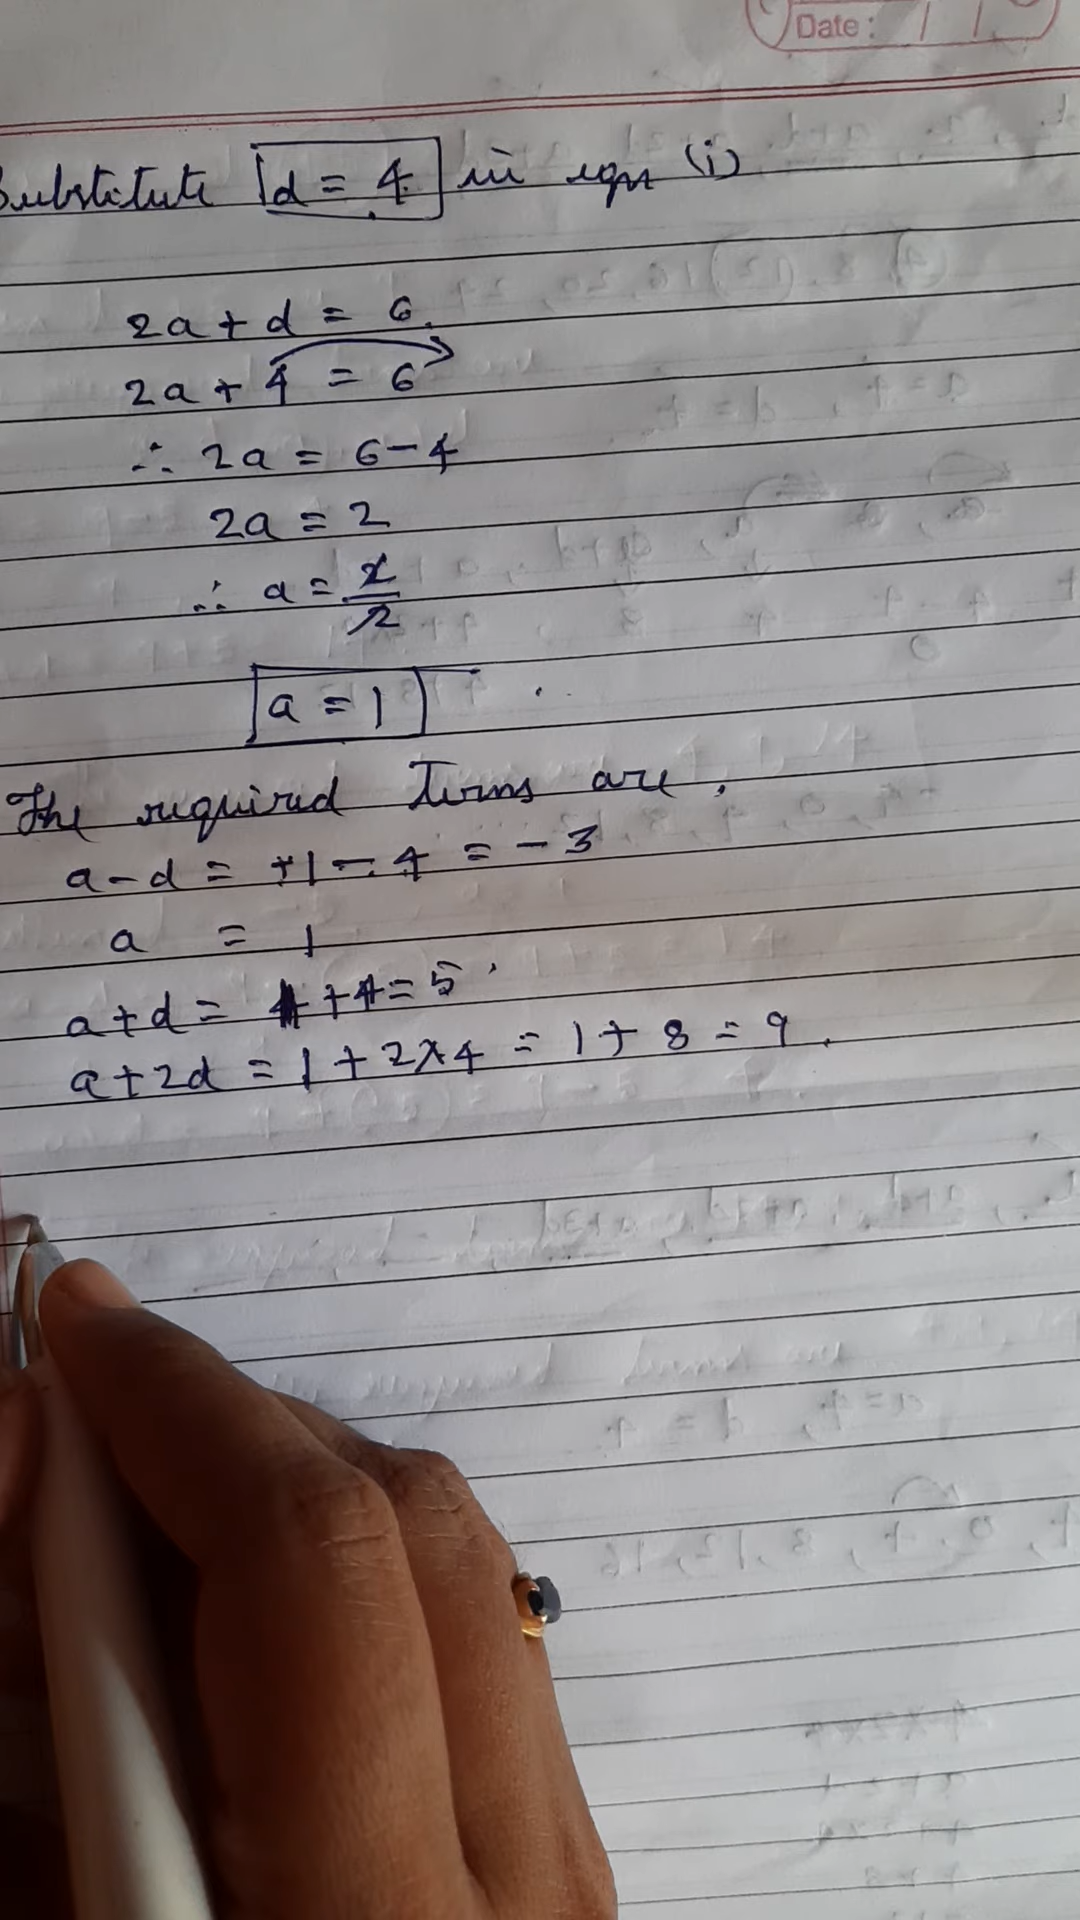 Date : / /
Substitute d = 4 in eqn (i)
2a + d = 6
2a + 4 = 6
∴ 2a = 6 - 4
2a = 2
∴ a = 2/2
a = 1
The required Terms are,
a - d = +1 - 4 = - 3
a = 1
a + d = + 4 = 5
a + 2d = 1 + 2 x 4 = 1 + 8 = 9